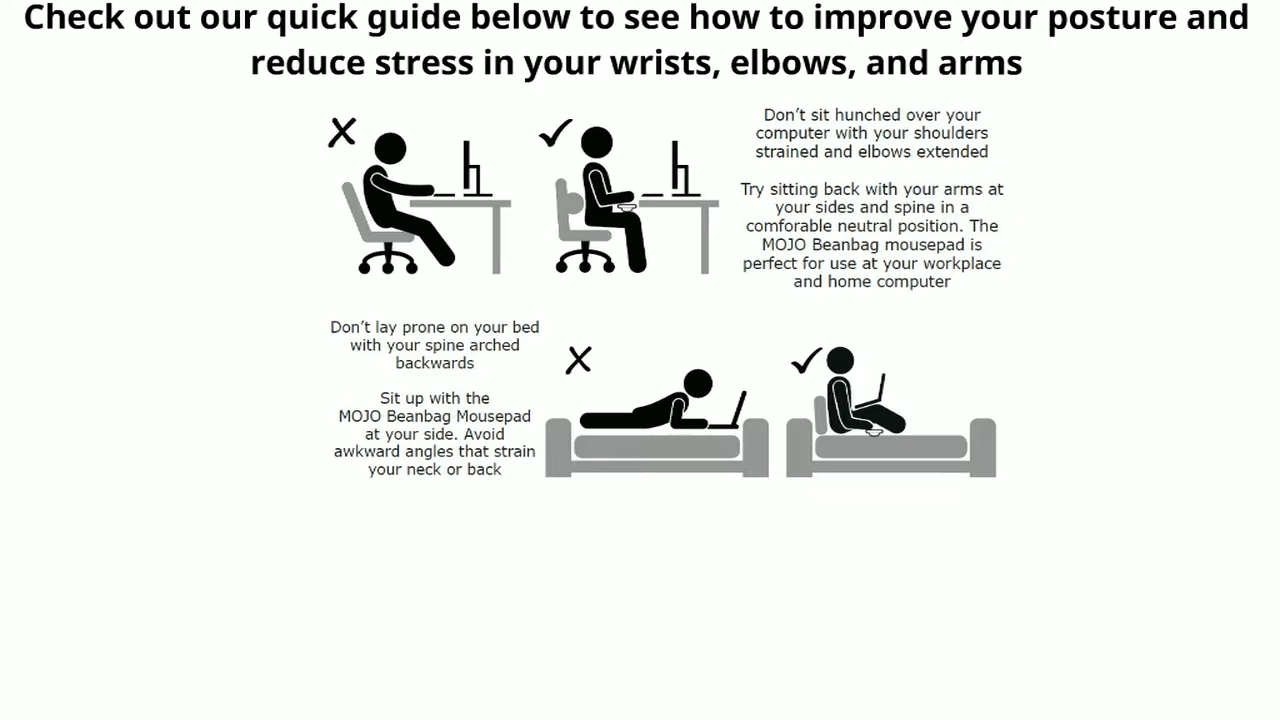 Check out our quick guide below to see how to improve your posture and
reduce stress in your wrists, elbows, and arms
Don't sit hunched over your
computer with your shoulders
strained and elbows extended
Try sitting back with your arms at
your sides and spine in a
comforable neutral position. The
MOJO Beanbag mousepad is
perfect for use at your workplace
and home computer
Don't lay prone on your bed
with your spine arched
backwards
Sit up with the
MOJO Beanbag Mousepad
at your side. Avoid
awkward angles that strain
your neck or back